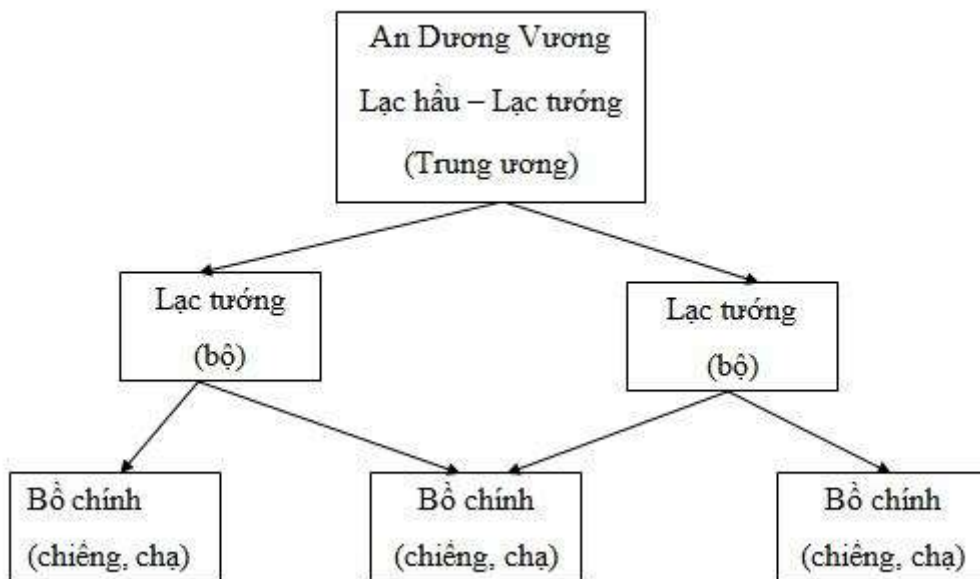 An Dương Vương
Lạc hầu – Lạc tướng
(Trung ương)
Lạc tướng
(bộ)
Lạc tướng
(bộ)
Bồ chính
(chiềng, chạ)
Bồ chính
(chiềng, chạ)
Bồ chính
(chiềng, chạ)